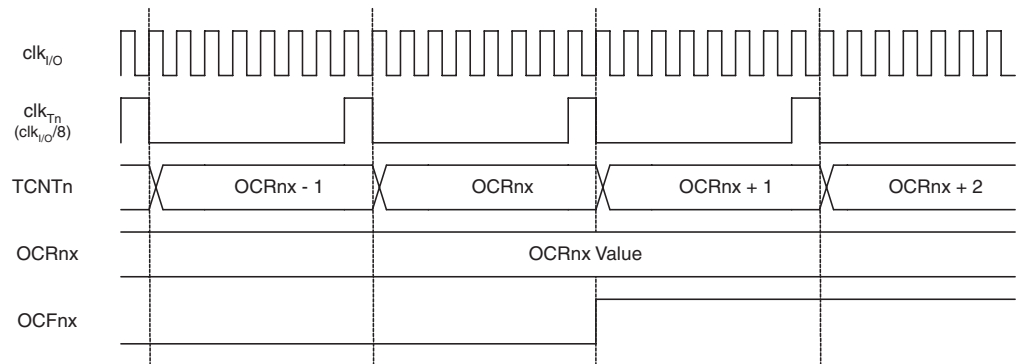 clkI/O
clkTn
(clkI/O/8)
TCNTn
OCRnx - 1
OCRnx
OCRnx + 1
OCRnx + 2
OCRnx
OCRnx Value
OCFnx